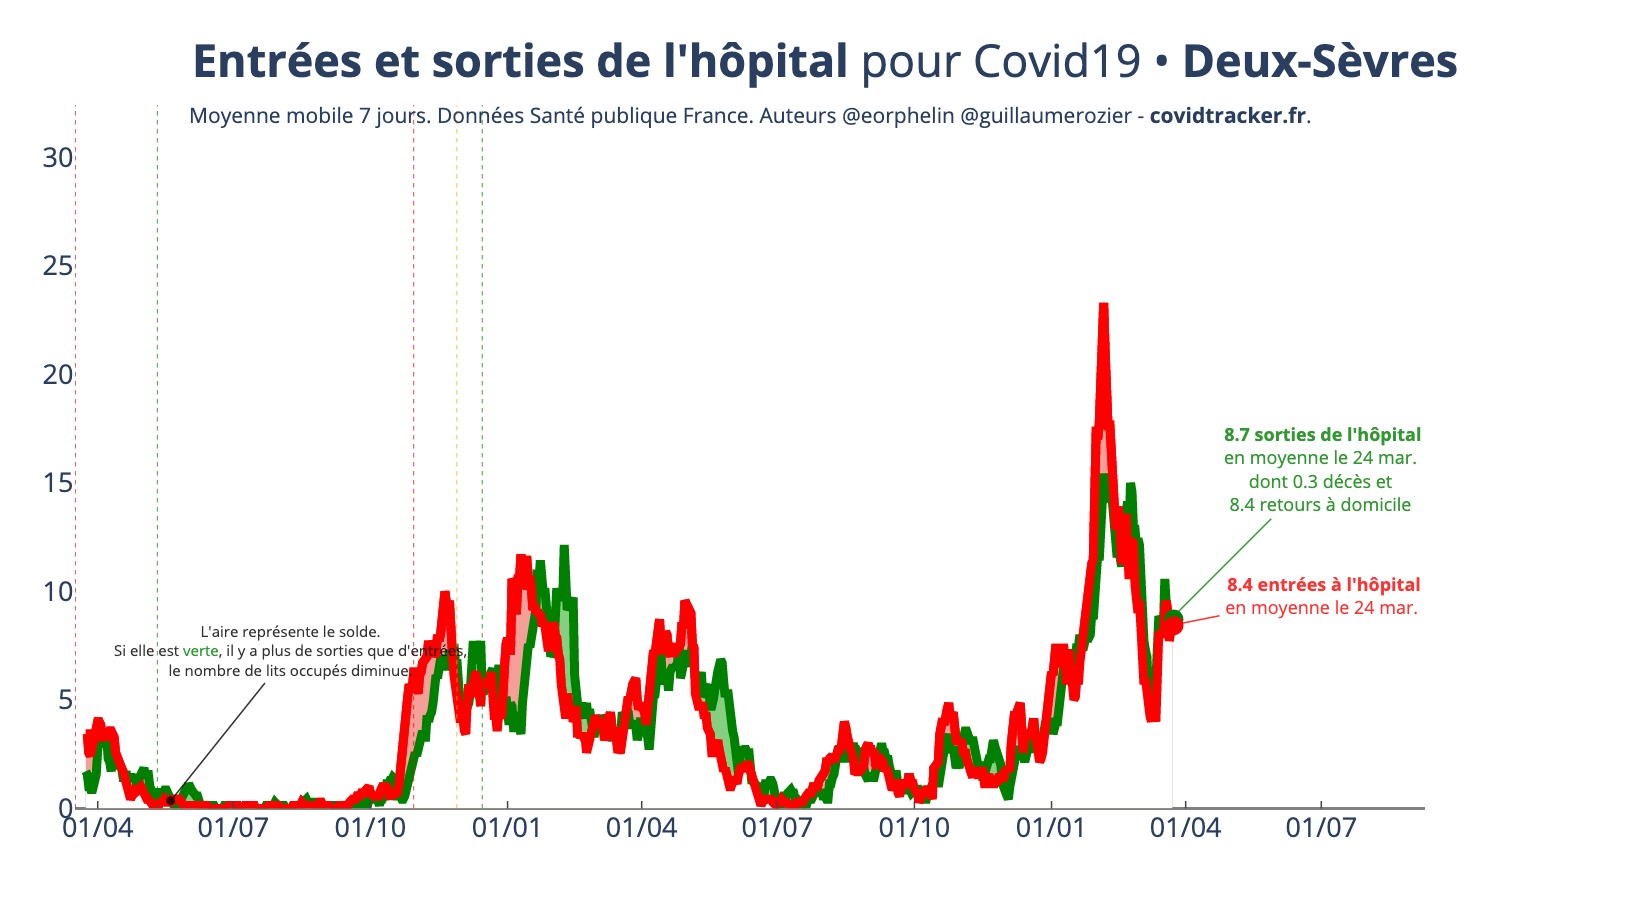 Entrées et sorties de l'hôpital pour Covid19 • Deux-Sèvres
Moyenne mobile 7 jours. Données Santé publique France. Auteurs @eorphelin @guillaumerozier - covidtracker.fr.
30
25
20
15
10
5
0
8.7 sorties de l'hôpital
en moyenne le 24 mar.
dont 0.3 décès et
8.4 retours à domicile
8.4 entrées à l'hôpital
en moyenne le 24 mar.
L'aire représente le solde.
Si elle est verte, il y a plus de sorties que d'entrées,
le nombre de lits occupés diminue.
01/04 01/07 01/10 01/01 01/04 01/07 01/10 01/01 01/04 01/07